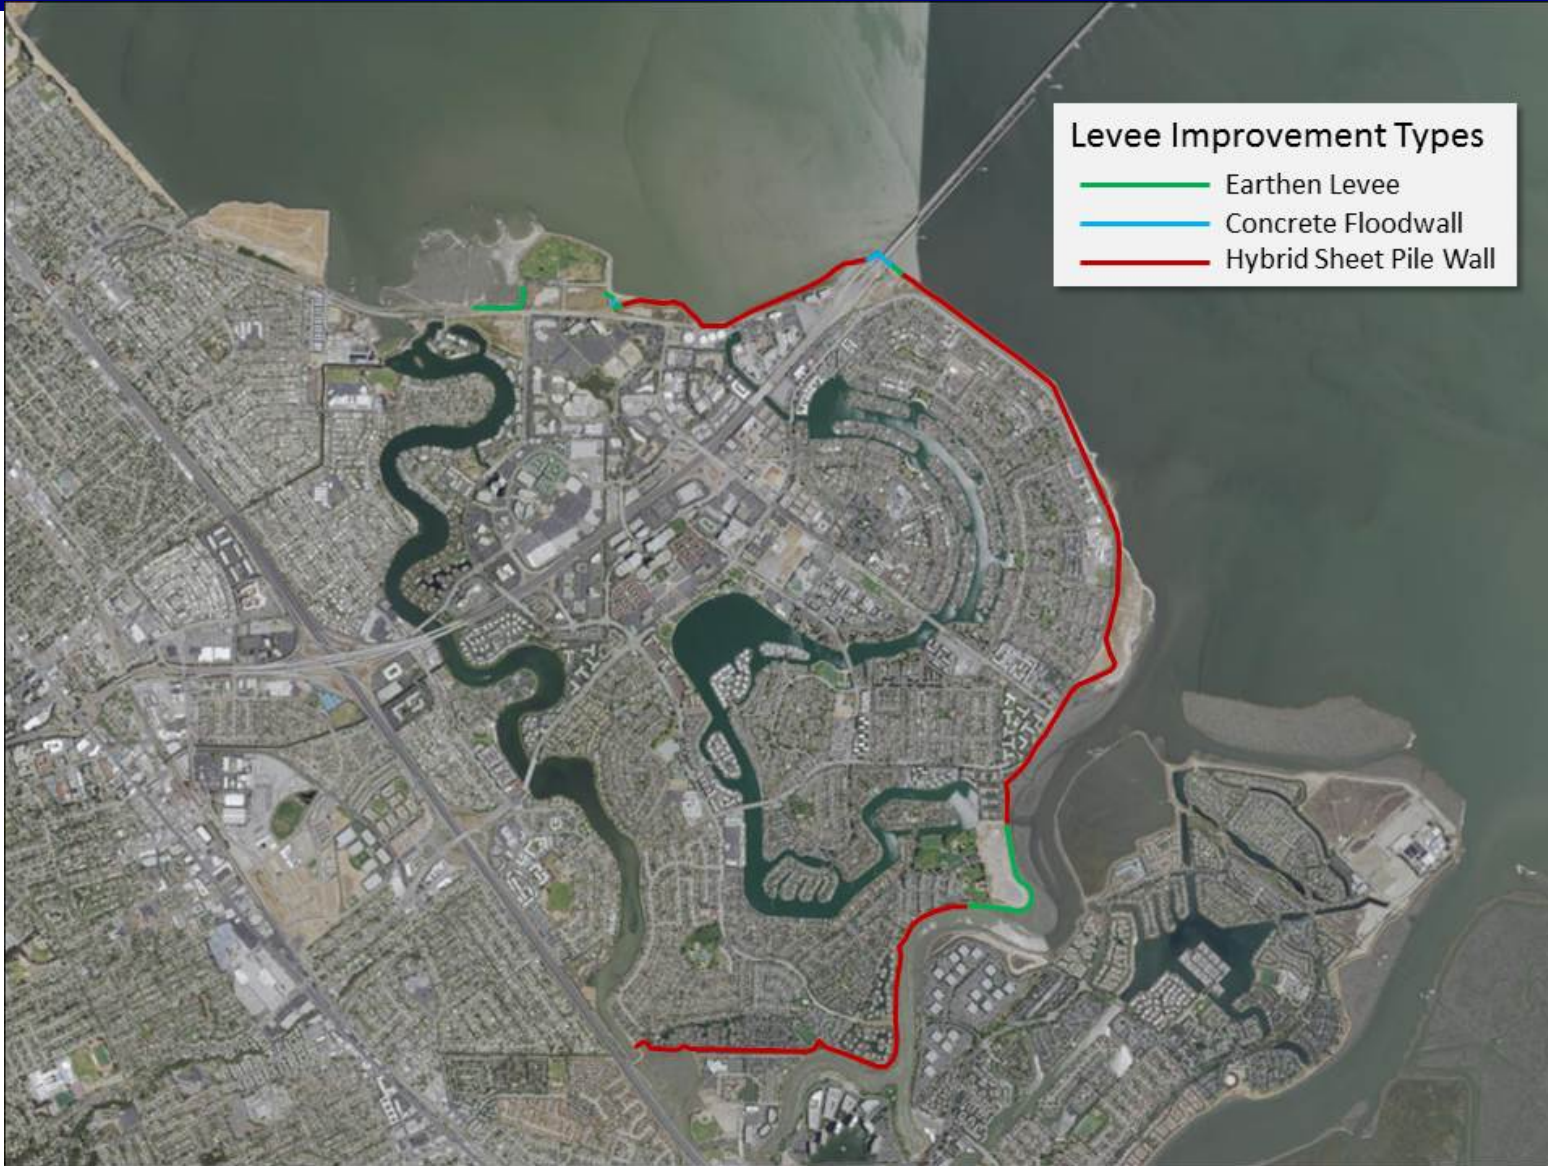 Levee Improvement Types
Earthen Levee
Concrete Floodwall
Hybrid Sheet Pile Wall